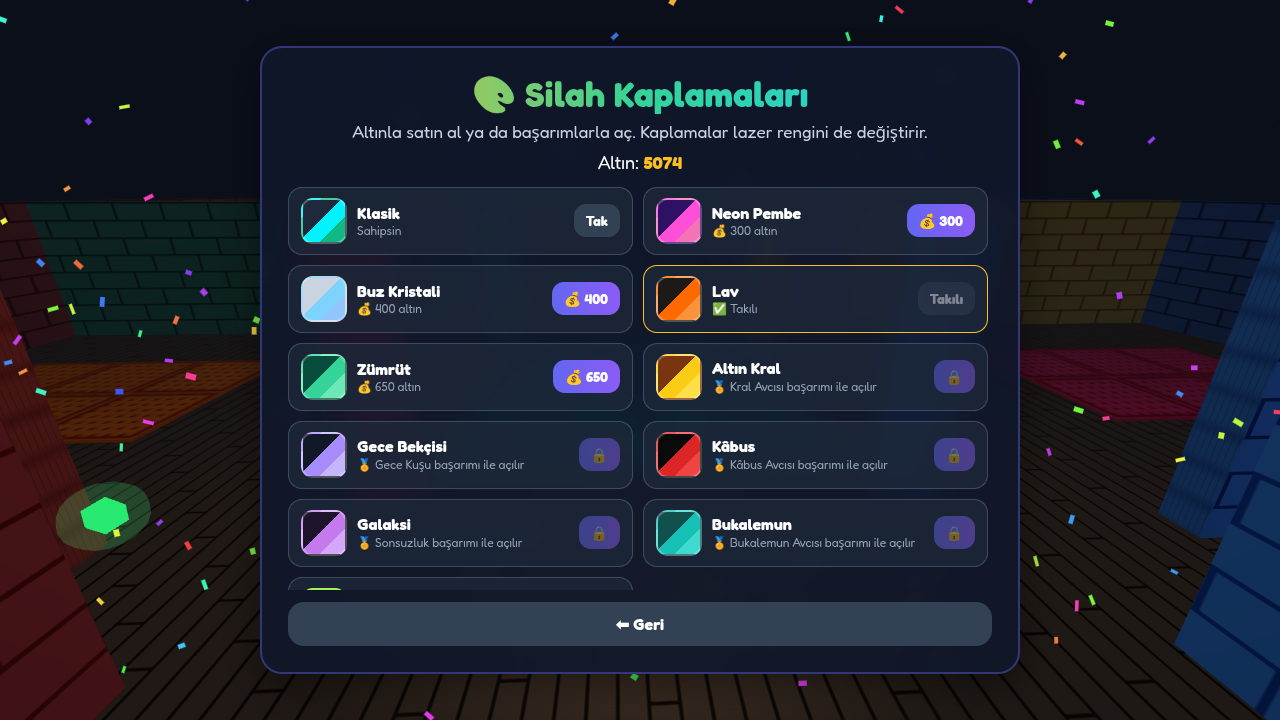 Silah Kaplamaları
Altınla satın al ya da başarımlarla aç. Kaplamalar lazer rengini de değiştirir.
Altın: 5074
Klasik
Sahipsin
Tak
Neon Pembe
💰 300 altın
💰 300
Buz Kristali
💰 400 altın
💰 400
Lav
✅ Takılı
Takılı
Zümrüt
💰 650 altın
💰 650
Altın Kral
🏅 Kral Avcısı başarımı ile açılır
🔒
Gece Bekçisi
🏅 Gece Kuşu başarımı ile açılır
🔒
Kâbus
🏅 Kâbus Avcısı başarımı ile açılır
🔒
Galaksi
🏅 Sonsuzluk başarımı ile açılır
🔒
Bukalemun
🏅 Bukalemun Avcısı başarımı ile açılır
🔒
⬅ Geri